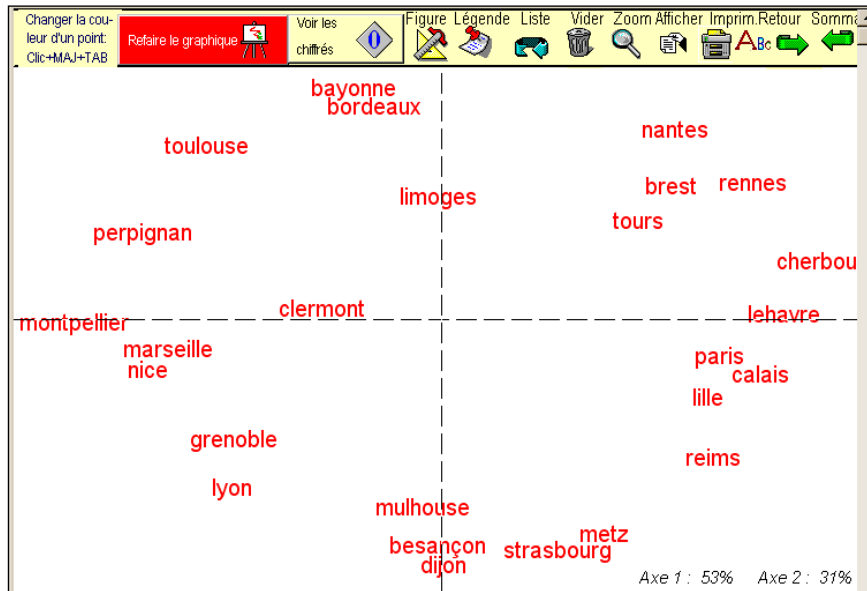 Changer la cou-
leur d'un point:
Clic+MAJ+TAB
Refaire le graphique
Voir les
chiffrés
0
Figure Légende Liste Vider Zoom Afficher Imprim. Retour Somma
ABc
bayonne
bordeaux
nantes
toulouse
brest rennes
limoges
tours
perpignan
cherbou
clermont
montpellier lehavre
marseille paris
nice calais
lille
grenoble
reims
lyon
mulhouse
metz
besançon strasbourg
dijon
Axe 1 : 53% Axe 2 : 31%